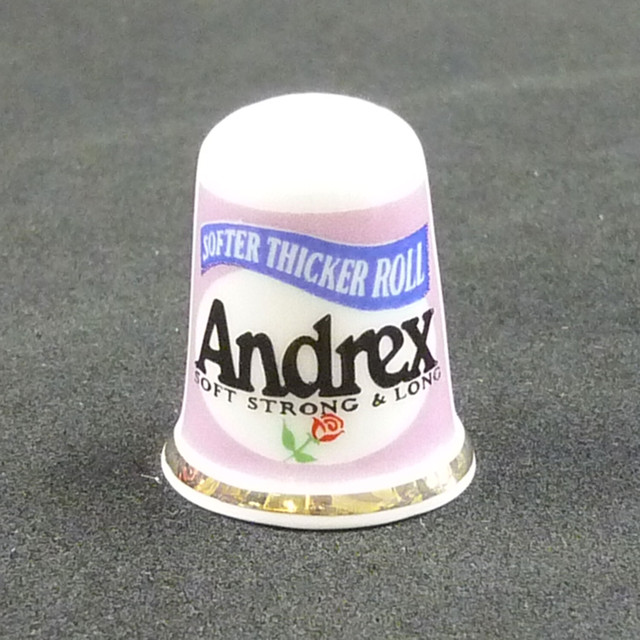 SOFTER THICKER ROLL
Andrex
SOFT STRONG & LONG